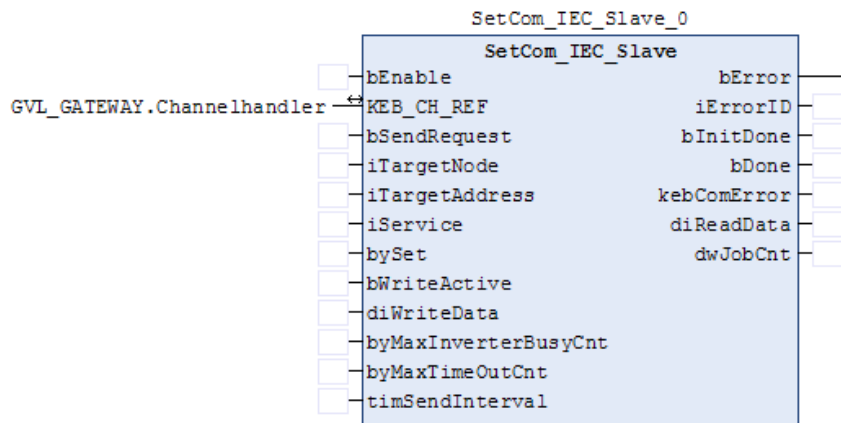 SetCom_IEC_Slave_0
SetCom_IEC_Slave
bEnable bError
GVL_GATEWAY.Channelhandler KEB_CH_REF iErrorID
bSendRequest bInitDone
iTargetNode bDone
iTargetAddress kebComError
iService diReadData
bySet dwJobCnt
bWriteActive
diWriteData
byMaxInverterBusyCnt
byMaxTimeOutCnt
timSendInterval